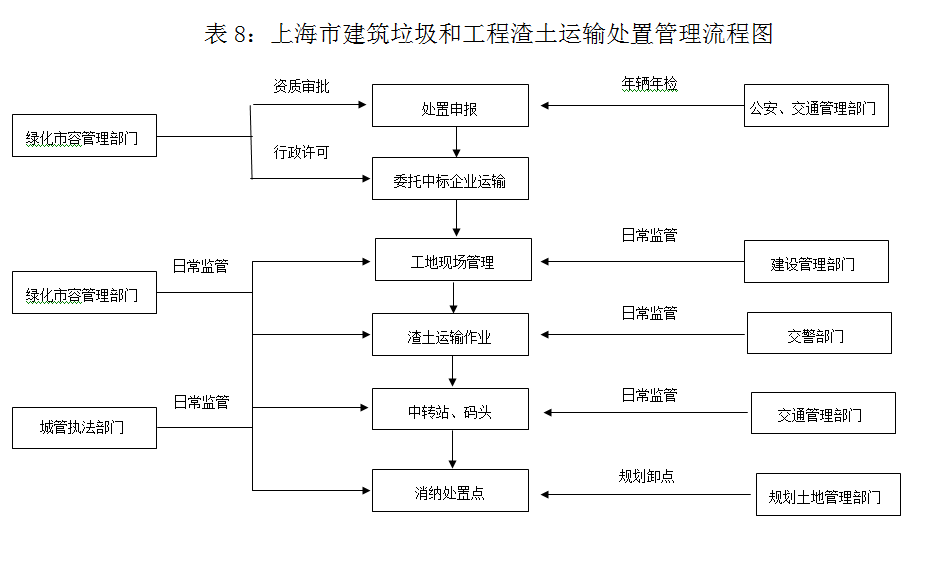 表 8：上海市建筑垃圾和工程渣土运输处置管理流程图
资质审批
年辆年检
处置申报
公安、交通管理部门
绿化市容管理部门
行政许可
委托中标企业运输
日常监管
工地现场管理
建设管理部门
日常监管
绿化市容管理部门
日常监管
渣土运输作业
交警部门
日常监管
日常监管
中转站、码头
交通管理部门
城管执法部门
规划卸点
消纳处置点
规划土地管理部门